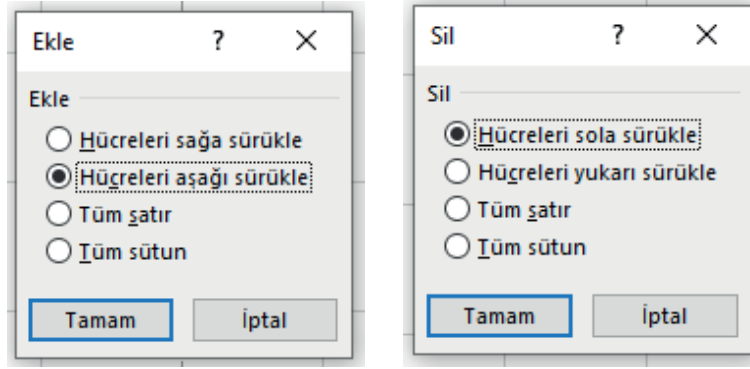 Ekle ? ×
Ekle
Hücreleri sağa sürükle
Hücreleri aşağı sürükle
Tüm satır
Tüm sütun
Tamam İptal
Sil ? ×
Sil
Hücreleri sola sürükle
Hücreleri yukarı sürükle
Tüm satır
Tüm sütun
Tamam İptal